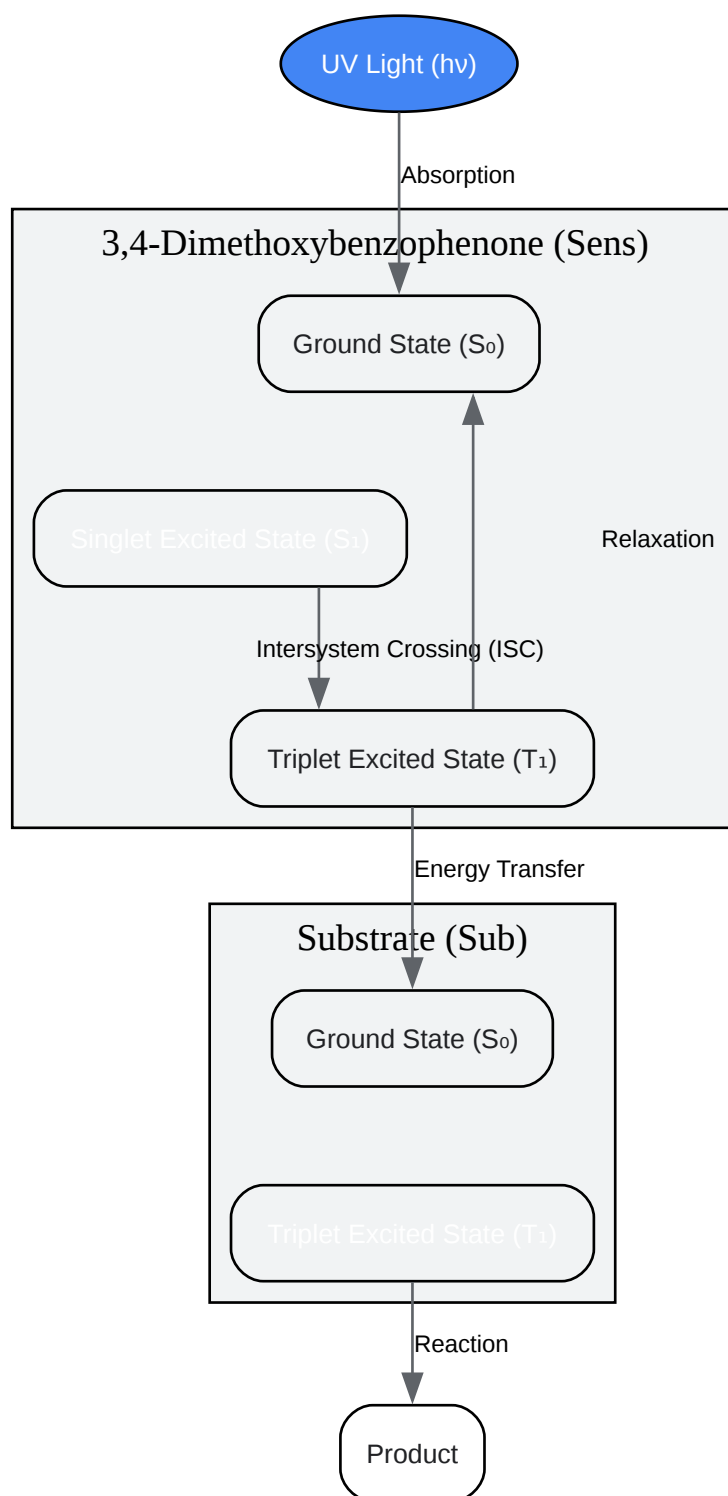 UV Light (hν)
Absorption
3,4-Dimethoxybenzophenone (Sens)
Ground State (S₀)
Singlet Excited State (S₁)
Relaxation
Intersystem Crossing (ISC)
Triplet Excited State (T₁)
Energy Transfer
Substrate (Sub)
Ground State (S₀)
Triplet Excited State (T₁)
Reaction
Product